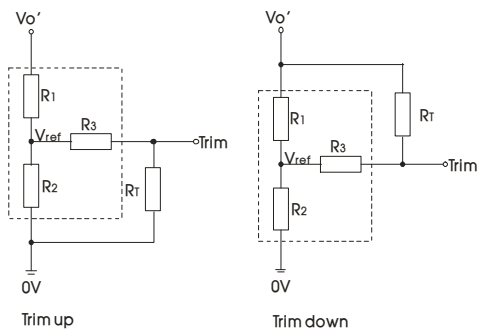 Vo'
R1
Vref
R3
Trim
R2
RT
0V
Trim up
Vo'
R1
RT
Vref
R3
Trim
R2
0V
Trim down